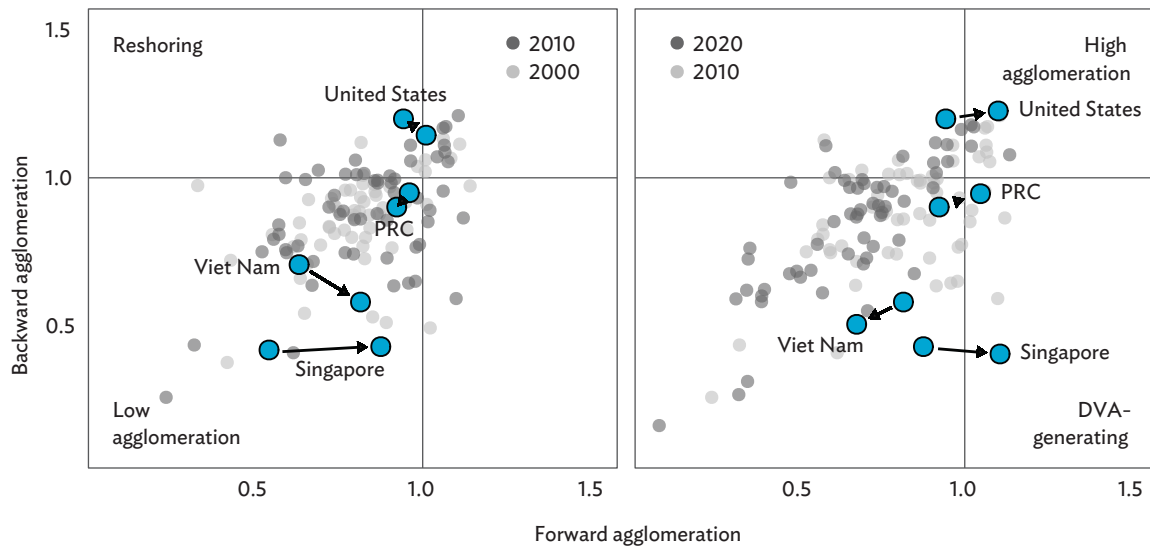 1.5
1.0
0.5
Backward agglomeration
Reshoring
2010
2000
United States
PRC
Viet Nam
Singapore
Low
agglomeration
0.5
1.0
1.5
2020
2010
High
agglomeration
United States
PRC
Viet Nam
Singapore
DVA-
generating
0.5
1.0
1.5
Forward agglomeration